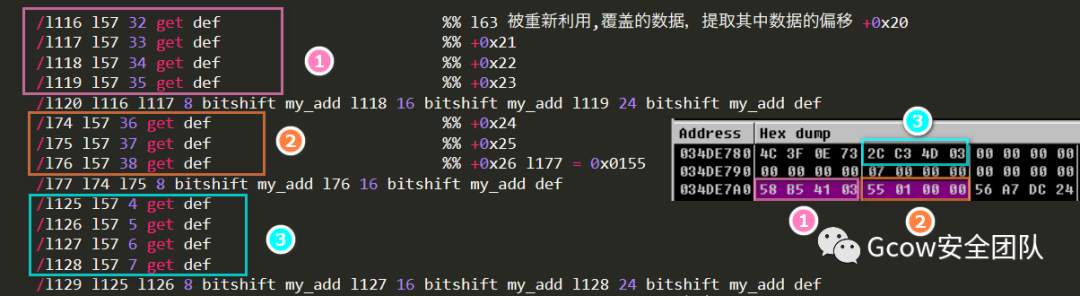 /l116 l57 32 get def %% l63 被重新利用,覆盖的数据，提取其中数据的偏移 +0x20
/l117 l57 33 get def %% +0x21
/l118 l57 34 get def %% +0x22
/l119 l57 35 get def %% +0x23
1
/l120 l116 l117 8 bitshift my_add l118 16 bitshift my_add l119 24 bitshift my_add def
/l74 l57 36 get def %% +0x24
/l75 l57 37 get def %% +0x25
/l76 l57 38 get def %% +0x26 l177 = 0x0155
2
/l77 l74 l75 8 bitshift my_add l76 16 bitshift my_add def
/l125 l57 4 get def
/l126 l57 5 get def
/l127 l57 6 get def
/l128 l57 7 get def
3
/l129 l125 l126 8 bitshift my_add l127 16 bitshift my_add l128 24 bitshift my_add def
3
Address Hex dump
034DE780 4C 3F 0E 73 2C C3 4D 03 00 00 00 00
034DE790 00 00 00 00 07 00 00 00 00 00 00 00
034DE7A0 58 B5 41 03 55 01 00 00 56 A7 DC 24
1
2
Gcow安全团队